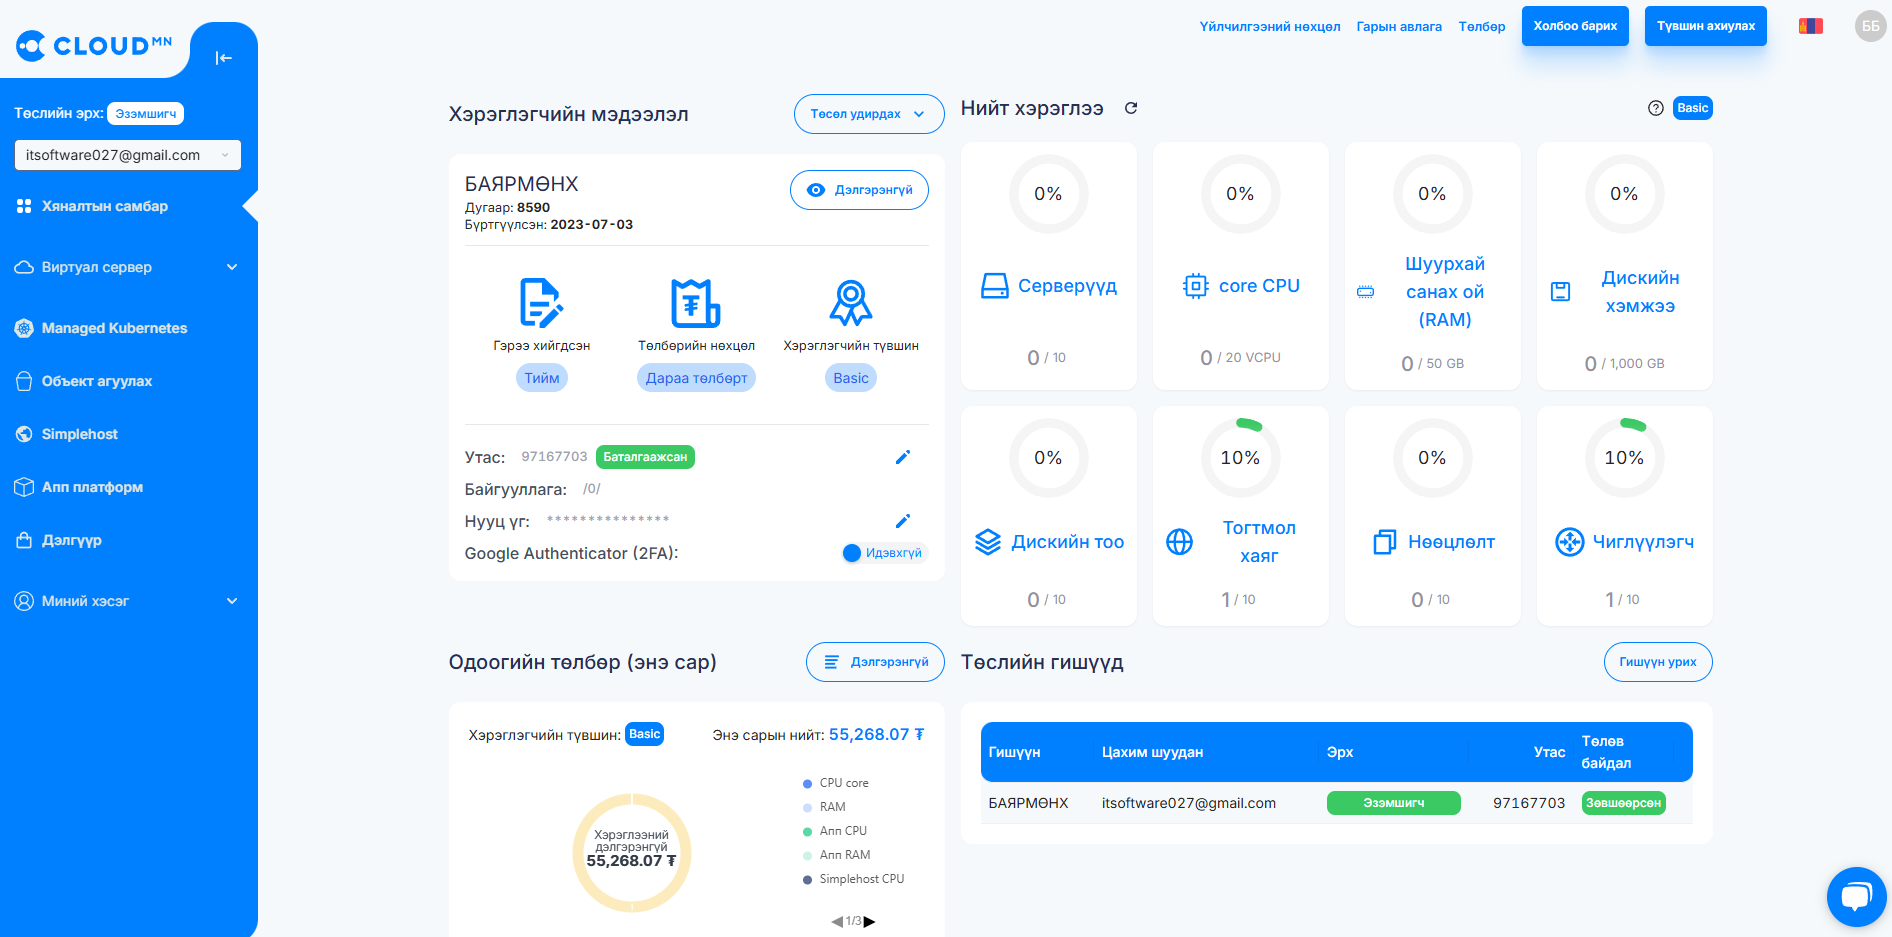 CLOUD MN
Үйлчилгээний нөхцөл
Гарын авлага
Төлбөр
Холбоо барих
Түвшин ахиулах
ББ
Төслийн эрх: Эзэмшигч
itsoftware027@gmail.com
Хяналтын самбар
Виртуал сервер
Managed Kubernetes
Объект агуулах
Simplehost
Апп платформ
Дэлгүүр
Миний хэсэг
Хэрэглэгчийн мэдээлэл
Төсөл удирдах
БАЯРМӨНХ
Дэлгэрэнгүй
Дугаар: 8590
Бүртгүүлсэн: 2023-07-03
Гэрээ хийгдсэн
Төлбөрийн нөхцөл
Хэрэглэгчийн түвшин
Тийм
Дараа төлбөрт
Basic
Утас: 97167703 Баталгаажсан
Байгууллага: /0/
Нууц үг: ***************
Google Authenticator (2FA): Идэвхгүй
Нийт хэрэглээ
Basic
0%
Серверүүд
0 / 10
0%
core CPU
0 / 20 VCPU
0%
Шуурхай
санах ой
(RAM)
0 / 50 GB
0%
Дискийн
хэмжээ
0 / 1,000 GB
0%
Дискийн тоо
0 / 10
10%
Тогтмол
хаяг
1 / 10
0%
Нөөцлөлт
0 / 10
10%
Чиглүүлэгч
1 / 10
Одоогийн төлбөр (энэ сар)
Дэлгэрэнгүй
Хэрэглэгчийн түвшин: Basic
Энэ сарын нийт: 55,268.07 ₮
Хэрэглээний
дэлгэрэнгүй
55,268.07 ₮
CPU core
RAM
Апп CPU
Апп RAM
Simplehost CPU
1/3
Төслийн гишүүд
Гишүүн урих
Гишүүн Цахим шуудан Эрх Утас Төлөв
байдал
БАЯРМӨНХ itsoftware027@gmail.com Эзэмшигч 97167703 Зөвшөөрсөн